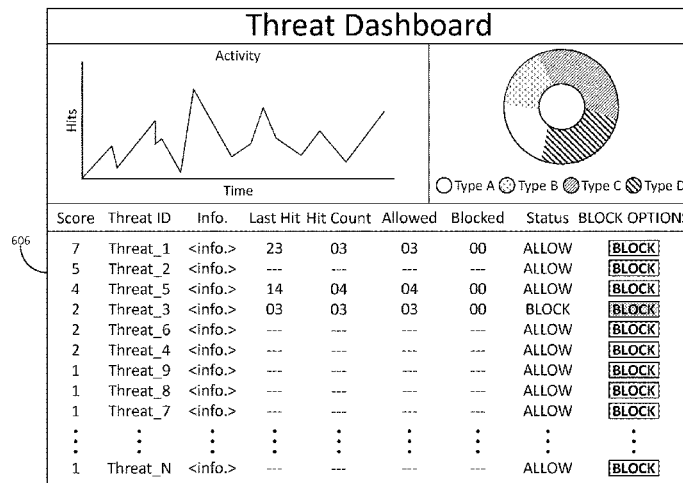 Threat Dashboard
Activity
Hits
Time
Type A Type B Type C Type D
Score Threat ID Info. Last Hit Hit Count Allowed Blocked Status BLOCK OPTIONS
606
7 Threat_1 <info.> 23 03 03 00 ALLOW BLOCK
5 Threat_2 <info.> --- --- --- --- ALLOW BLOCK
4 Threat_5 <info.> 14 04 04 00 ALLOW BLOCK
2 Threat_3 <info.> 03 03 03 00 BLOCK BLOCK
2 Threat_6 <info.> --- --- --- --- ALLOW BLOCK
2 Threat_4 <info.> --- --- --- --- ALLOW BLOCK
1 Threat_9 <info.> --- --- --- --- ALLOW BLOCK
1 Threat_8 <info.> --- --- --- --- ALLOW BLOCK
1 Threat_7 <info.> --- --- --- --- ALLOW BLOCK
1 Threat_N <info.> --- --- --- --- ALLOW BLOCK